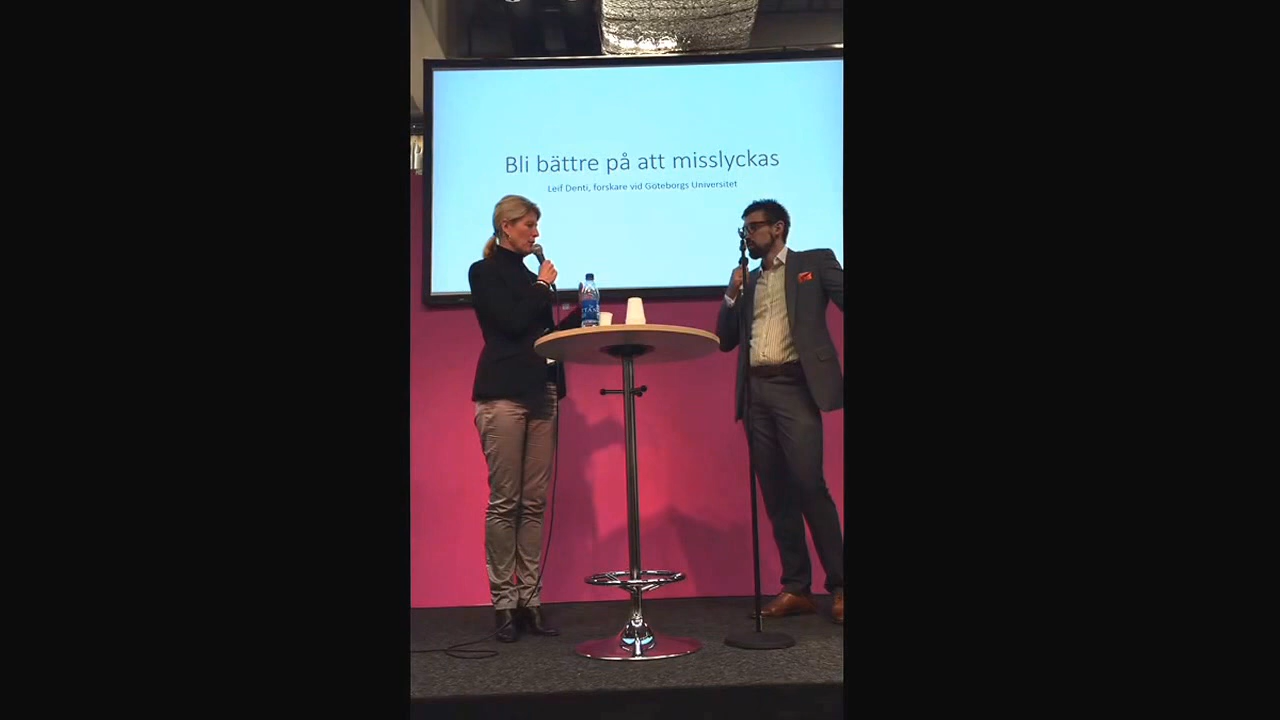 Bli bättre på att misslyckas
Leif Denti, forskare vid Göteborgs Universitet